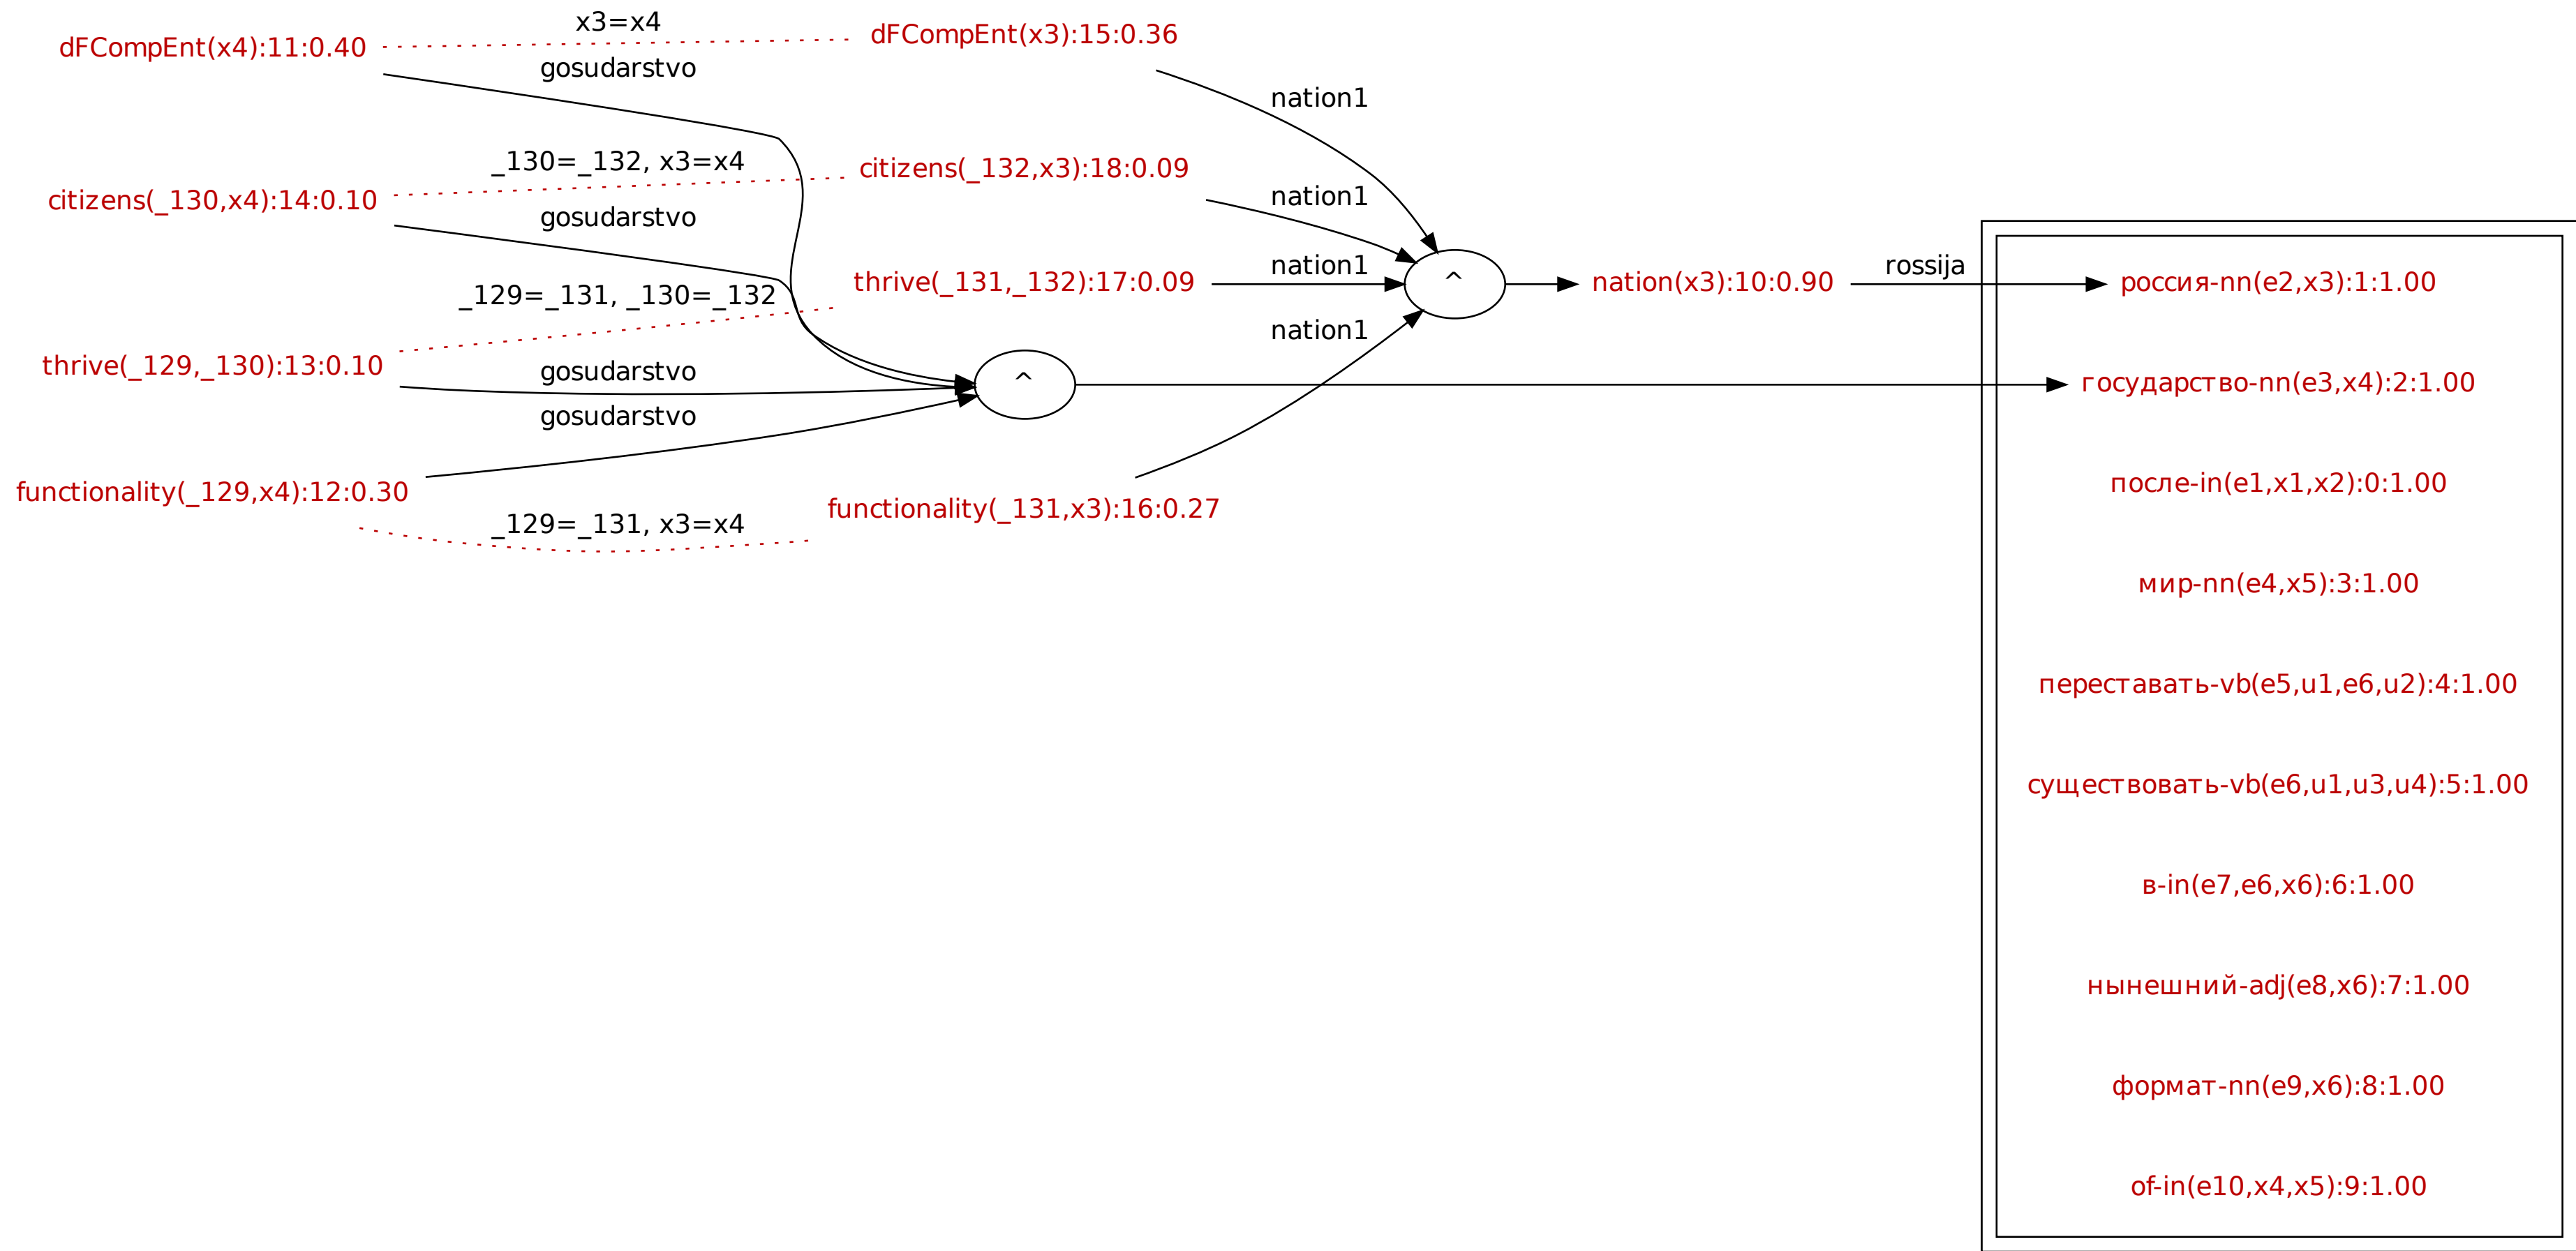 x3=x4
dFCompEnt(x4):11:0.40
dFCompEnt(x3):15:0.36
gosudarstvo
nation1
_130=_132, x3=x4
citizens(_130,x4):14:0.10
citizens(_132,x3):18:0.09
gosudarstvo
nation1
_129=_131, _130=_132
thrive(_131,_132):17:0.09
nation1
^
nation(x3):10:0.90
rossija
россия-nn(e2,x3):1:1.00
thrive(_129,_130):13:0.10
gosudarstvo
nation1
^
государство-nn(e3,x4):2:1.00
gosudarstvo
functionality(_129,x4):12:0.30
_129=_131, x3=x4
functionality(_131,x3):16:0.27
после-in(e1,x1,x2):0:1.00
мир-nn(e4,x5):3:1.00
переставать-vb(e5,u1,e6,u2):4:1.00
существовать-vb(e6,u1,u3,u4):5:1.00
в-in(e7,e6,x6):6:1.00
нынешний-adj(e8,x6):7:1.00
формат-nn(e9,x6):8:1.00
of-in(e10,x4,x5):9:1.00